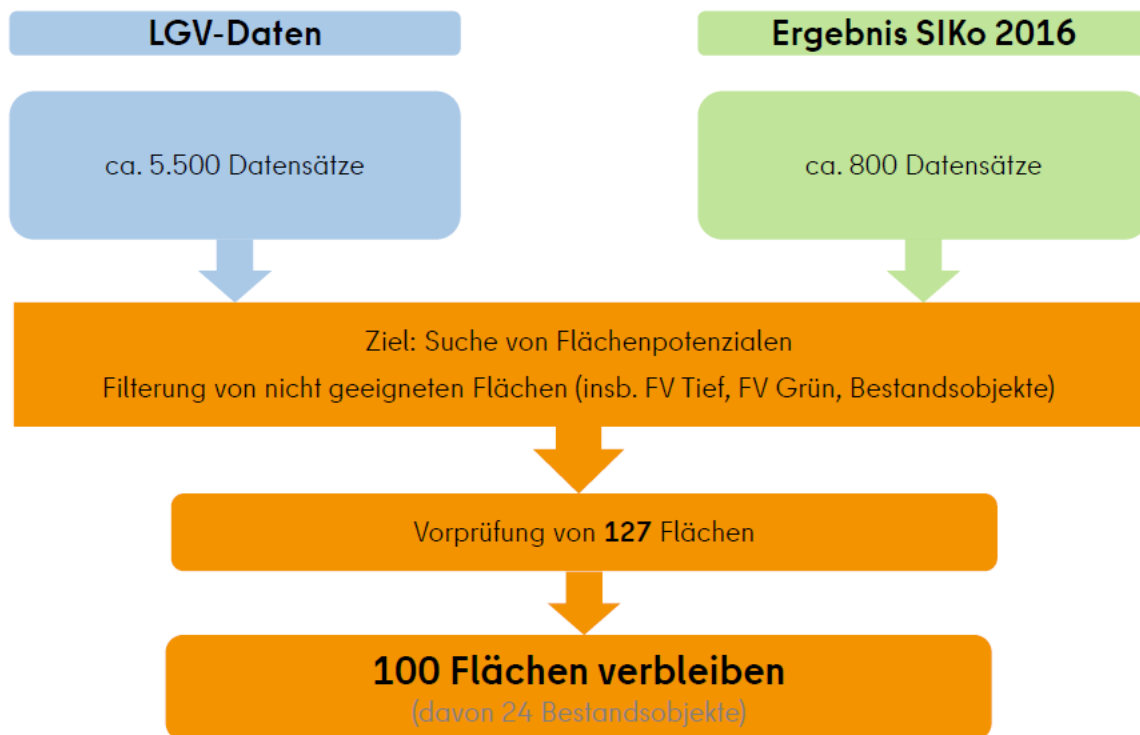 LGV-Daten
Ergebnis SIKo 2016
ca. 5.500 Datensätze
ca. 800 Datensätze
Ziel: Suche von Flächenpotenzialen
Filterung von nicht geeigneten Flächen (insb. FV Tief, FV Grün, Bestandsobjekte)
Vorprüfung von 127 Flächen
100 Flächen verbleiben
(davon 24 Bestandsobjekte)